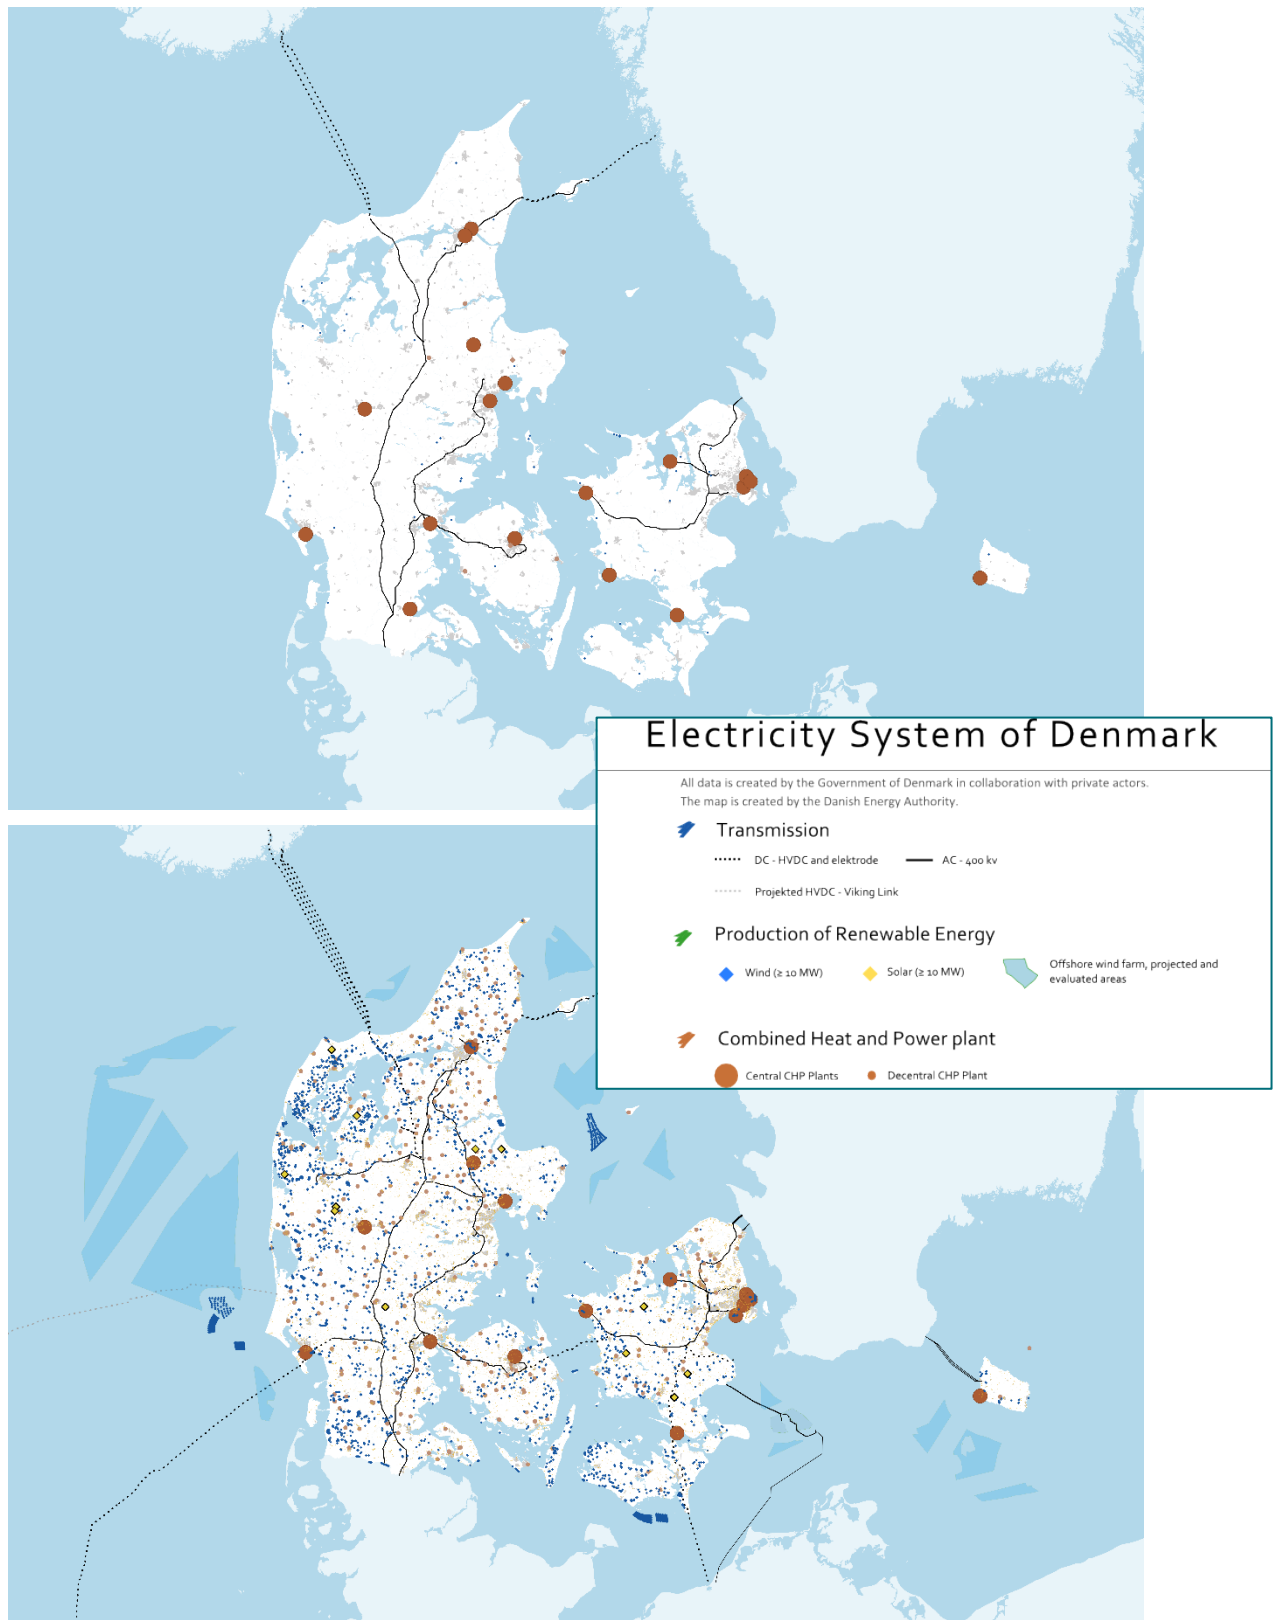 Electricity System of Denmark
All data is created by the Government of Denmark in collaboration with private actors.
The map is created by the Danish Energy Authority.
Transmission
DC - HVDC and elektrode
AC - 400 kv
Projekted HVDC - Viking Link
Production of Renewable Energy
Wind (≥ 10 MW)
Solar (≥ 10 MW)
Offshore wind farm, projected and
evaluated areas
Combined Heat and Power plant
Central CHP Plants
Decentral CHP Plant